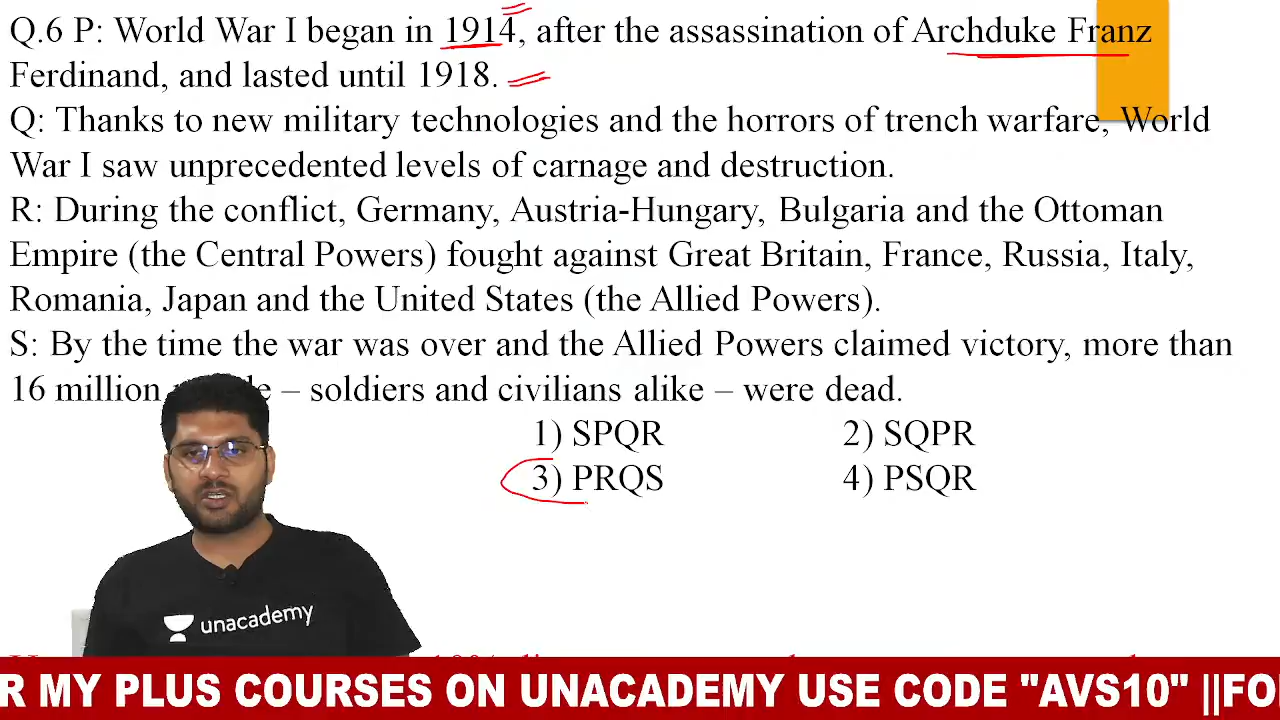 Q.6 P: World War I began in 1914, after the assassination of Archduke Franz
Ferdinand, and lasted until 1918.
Q: Thanks to new military technologies and the horrors of trench warfare, World
War I saw unprecedented levels of carnage and destruction.
R: During the conflict, Germany, Austria-Hungary, Bulgaria and the Ottoman
Empire (the Central Powers) fought against Great Britain, France, Russia, Italy,
Romania, Japan and the United States (the Allied Powers).
S: By the time the war was over and the Allied Powers claimed victory, more than
16 million – soldiers and civilians alike – were dead.
1) SPQR 2) SQPR
3) PRQS 4) PSQR
unacademy
R MY PLUS COURSES ON UNACADEMY USE CODE "AVS10" ||FO